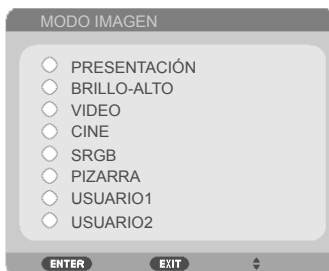 MODO IMAGEN
PRESENTACIÓN
BRILLO-ALTO
VIDEO
CINE
SRGB
PIZARRA
USUARIO1
USUARIO2
ENTER EXIT